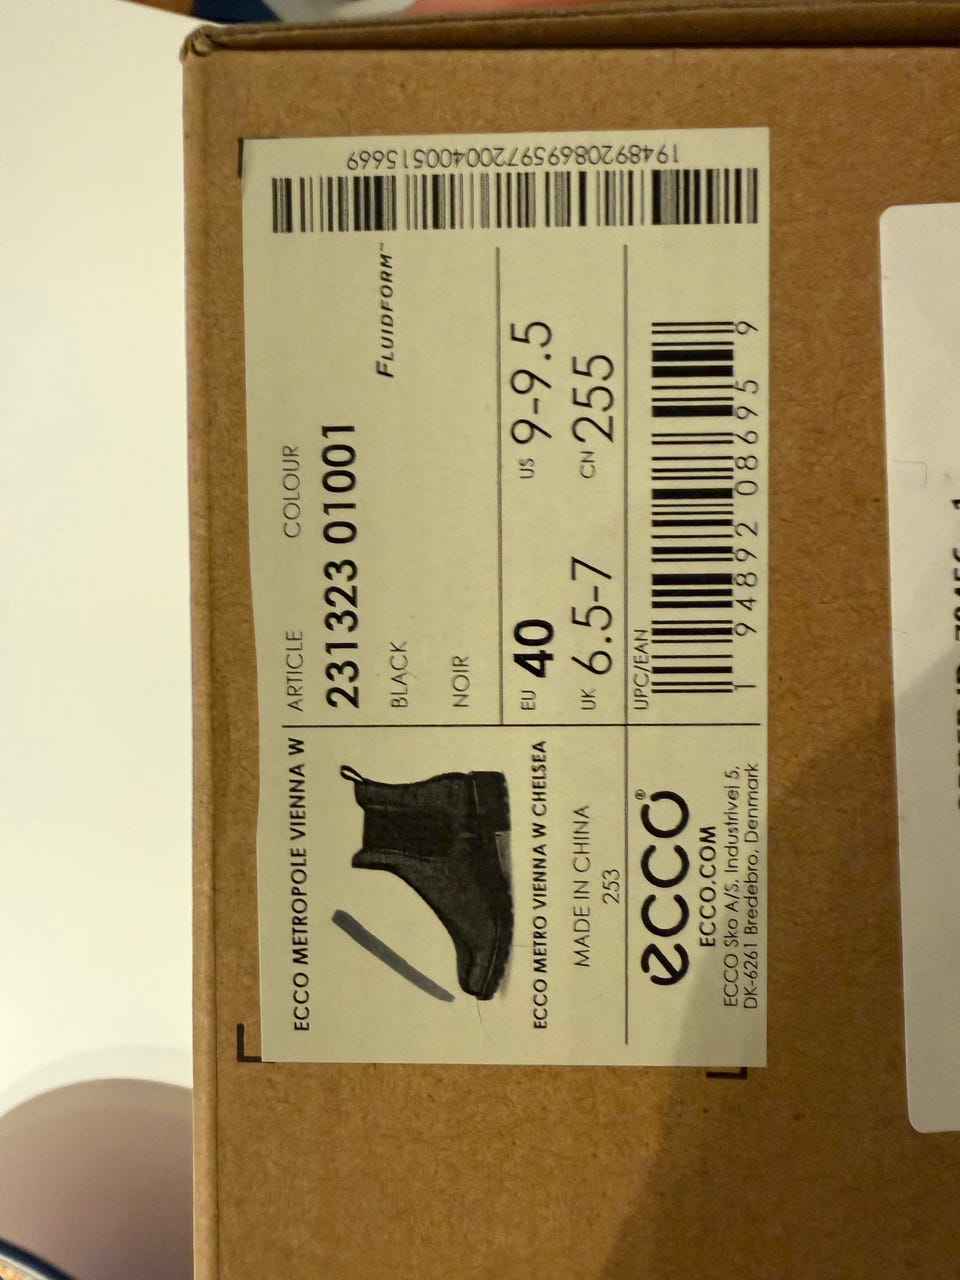 ECCO METROPOLE VIENNA W
ECCO METRO VIENNA W CHELSEA
MADE IN CHINA
253
ecco®
ECCO.COM
ECCO Sko A/S, Industrivej 5,
DK-6261 Bredebro, Denmark
ARTICLE COLOUR
231323 01001
BLACK
NOIR
FLUIDFORM™
EU 40 US 9-9.5
UK 6.5-7 CN 255
UPC/EAN
1 94892 08695 9
1948920869597200400515669